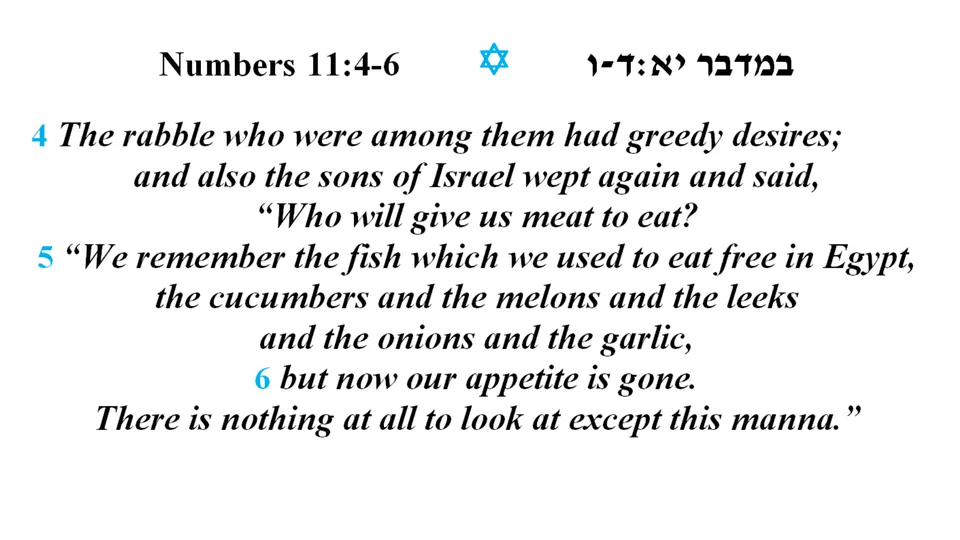 Numbers 11:4-6 ✡ במדבר יא:ד-ו
4 The rabble who were among them had greedy desires;
and also the sons of Israel wept again and said,
“Who will give us meat to eat?
5 “We remember the fish which we used to eat free in Egypt,
the cucumbers and the melons and the leeks
and the onions and the garlic,
6 but now our appetite is gone.
There is nothing at all to look at except this manna.”